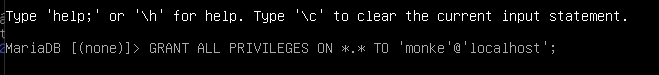 Type 'help;' or '\h' for help. Type '\c' to clear the current input statement.
MariaDB [(none)]> GRANT ALL PRIVILEGES ON *.* TO 'monke'@'localhost';